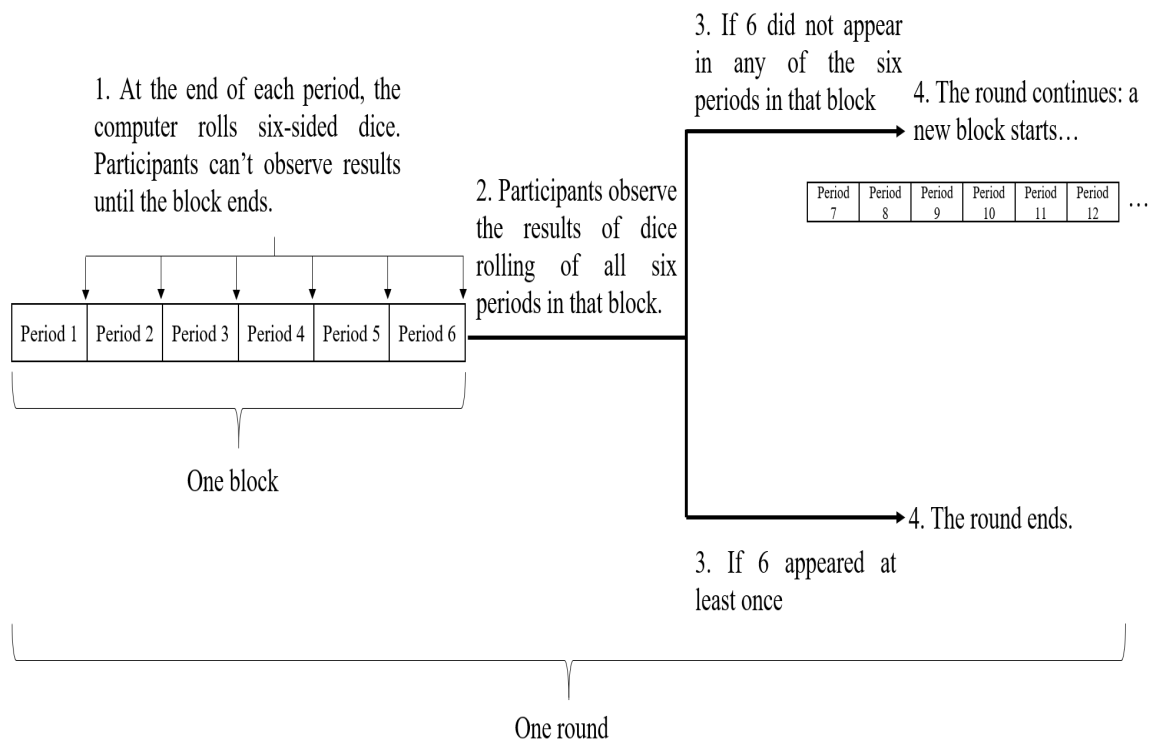 1. At the end of each period, the
computer rolls six-sided dice.
Participants can't observe results
until the block ends.
Period 1 Period 2 Period 3 Period 4 Period 5 Period 6
One block
2. Participants observe
the results of dice
rolling of all six
periods in that block.
3. If 6 did not appear
in any of the six
periods in that block
4. The round continues: a
new block starts…
Period Period Period Period Period Period
7 8 9 10 11 12 …
4. The round ends.
3. If 6 appeared at
least once
One round